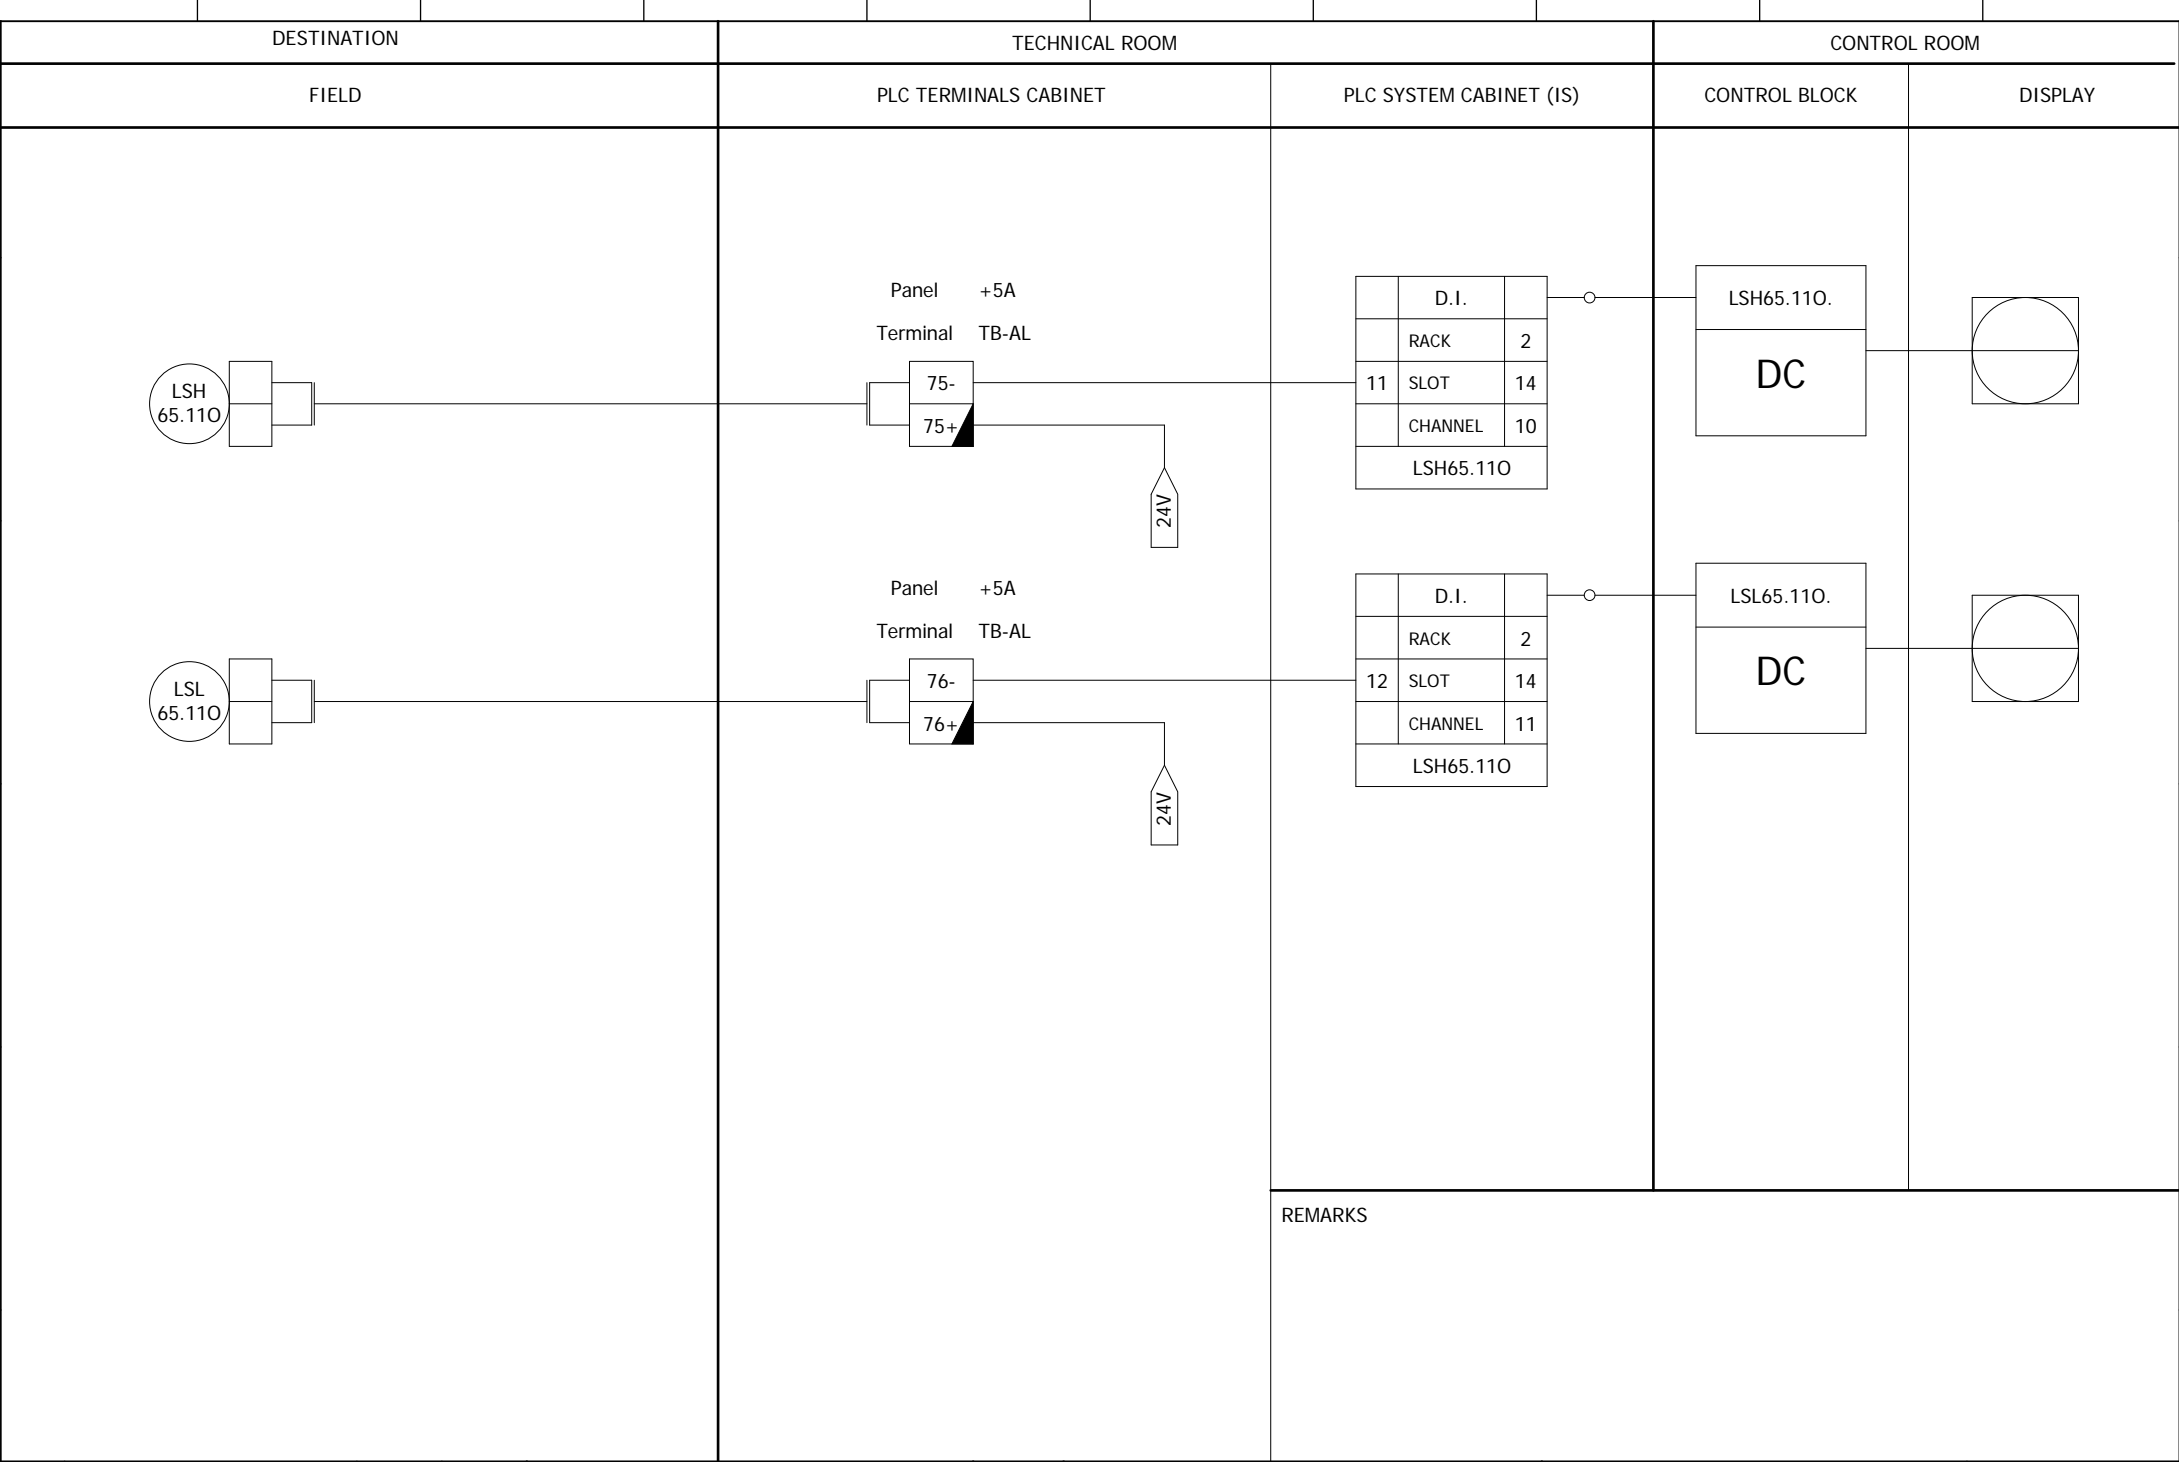 DESTINATION
TECHNICAL ROOM
CONTROL ROOM
FIELD
PLC TERMINALS CABINET
PLC SYSTEM CABINET (IS)
CONTROL BLOCK
DISPLAY
LSH
65.11O
Panel +5A
Terminal TB-AL
75-
75+
24V
D.I.
RACK 2
11 SLOT 14
CHANNEL 10
LSH65.11O
LSH65.11O.
DC
LSL
65.11O
Panel +5A
Terminal TB-AL
76-
76+
24V
D.I.
RACK 2
12 SLOT 14
CHANNEL 11
LSH65.11O
LSL65.11O.
DC
REMARKS